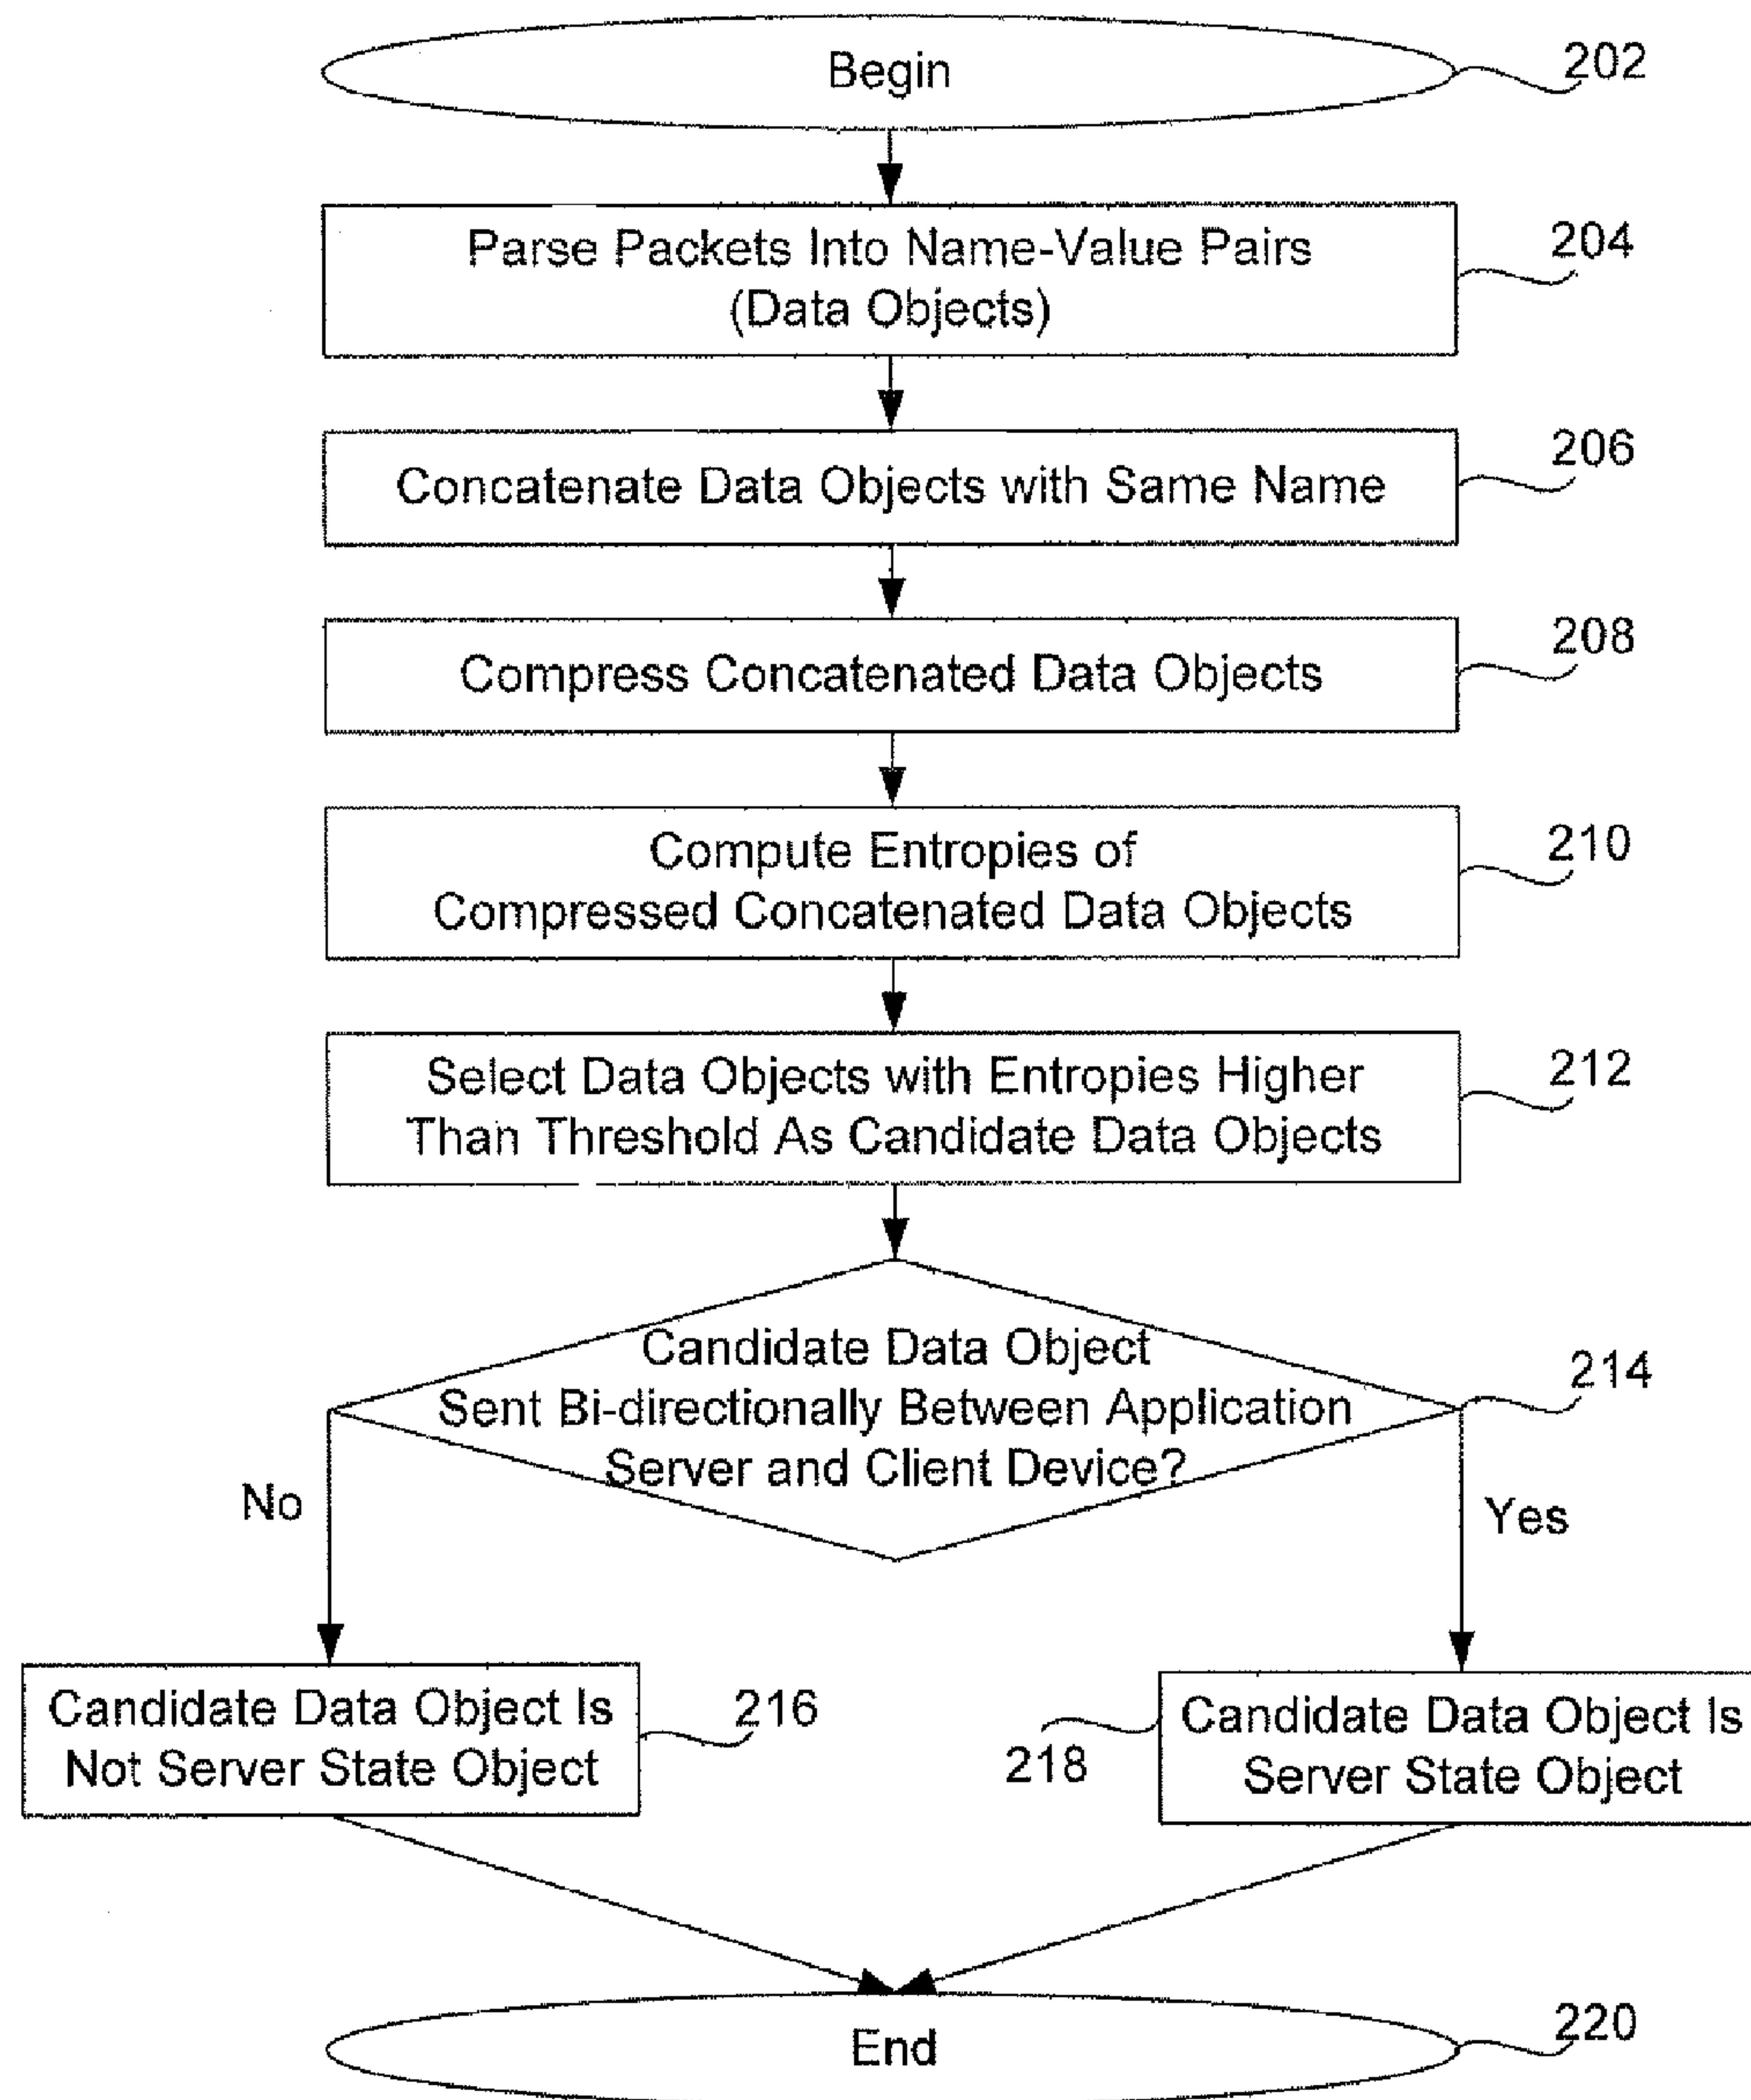 Begin
202
Parse Packets Into Name-Value Pairs
(Data Objects)
204
Concatenate Data Objects with Same Name
206
Compress Concatenated Data Objects
208
Compute Entropies of
Compressed Concatenated Data Objects
210
Select Data Objects with Entropies Higher
Than Threshold As Candidate Data Objects
212
Candidate Data Object
Sent Bi-directionally Between Application
Server and Client Device?
214
No
Yes
Candidate Data Object Is
Not Server State Object
216
218
Candidate Data Object Is
Server State Object
End
220